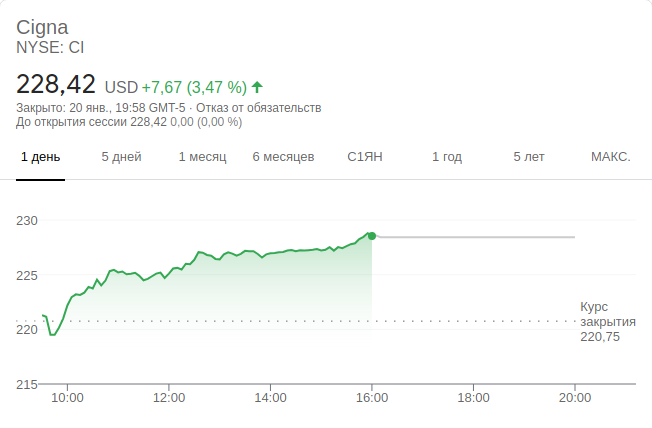 Cigna
NYSE: CI
228,42 USD +7,67 (3,47 %)
Закрыто: 20 янв., 19:58 GMT-5 · Отказ от обязательств
До открытия сессии 228,42 0,00 (0,00 %)
1 день 5 дней 1 месяц 6 месяцев С1ЯН 1 год 5 лет МАКС.
230
225
Курс
220 закрытия
220,75
215
10:00 12:00 14:00 16:00 18:00 20:00